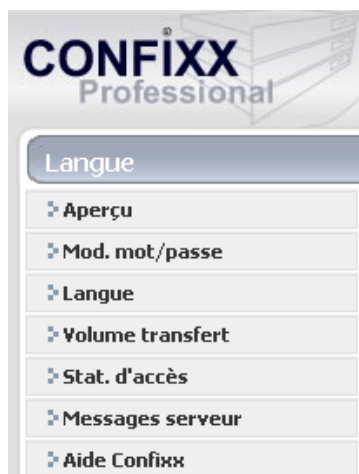 CONFIXX
Professional
Langue
Aperçu
Mod. mot/passe
Langue
Volume transfert
Stat. d'accès
Messages serveur
Aide Confixx